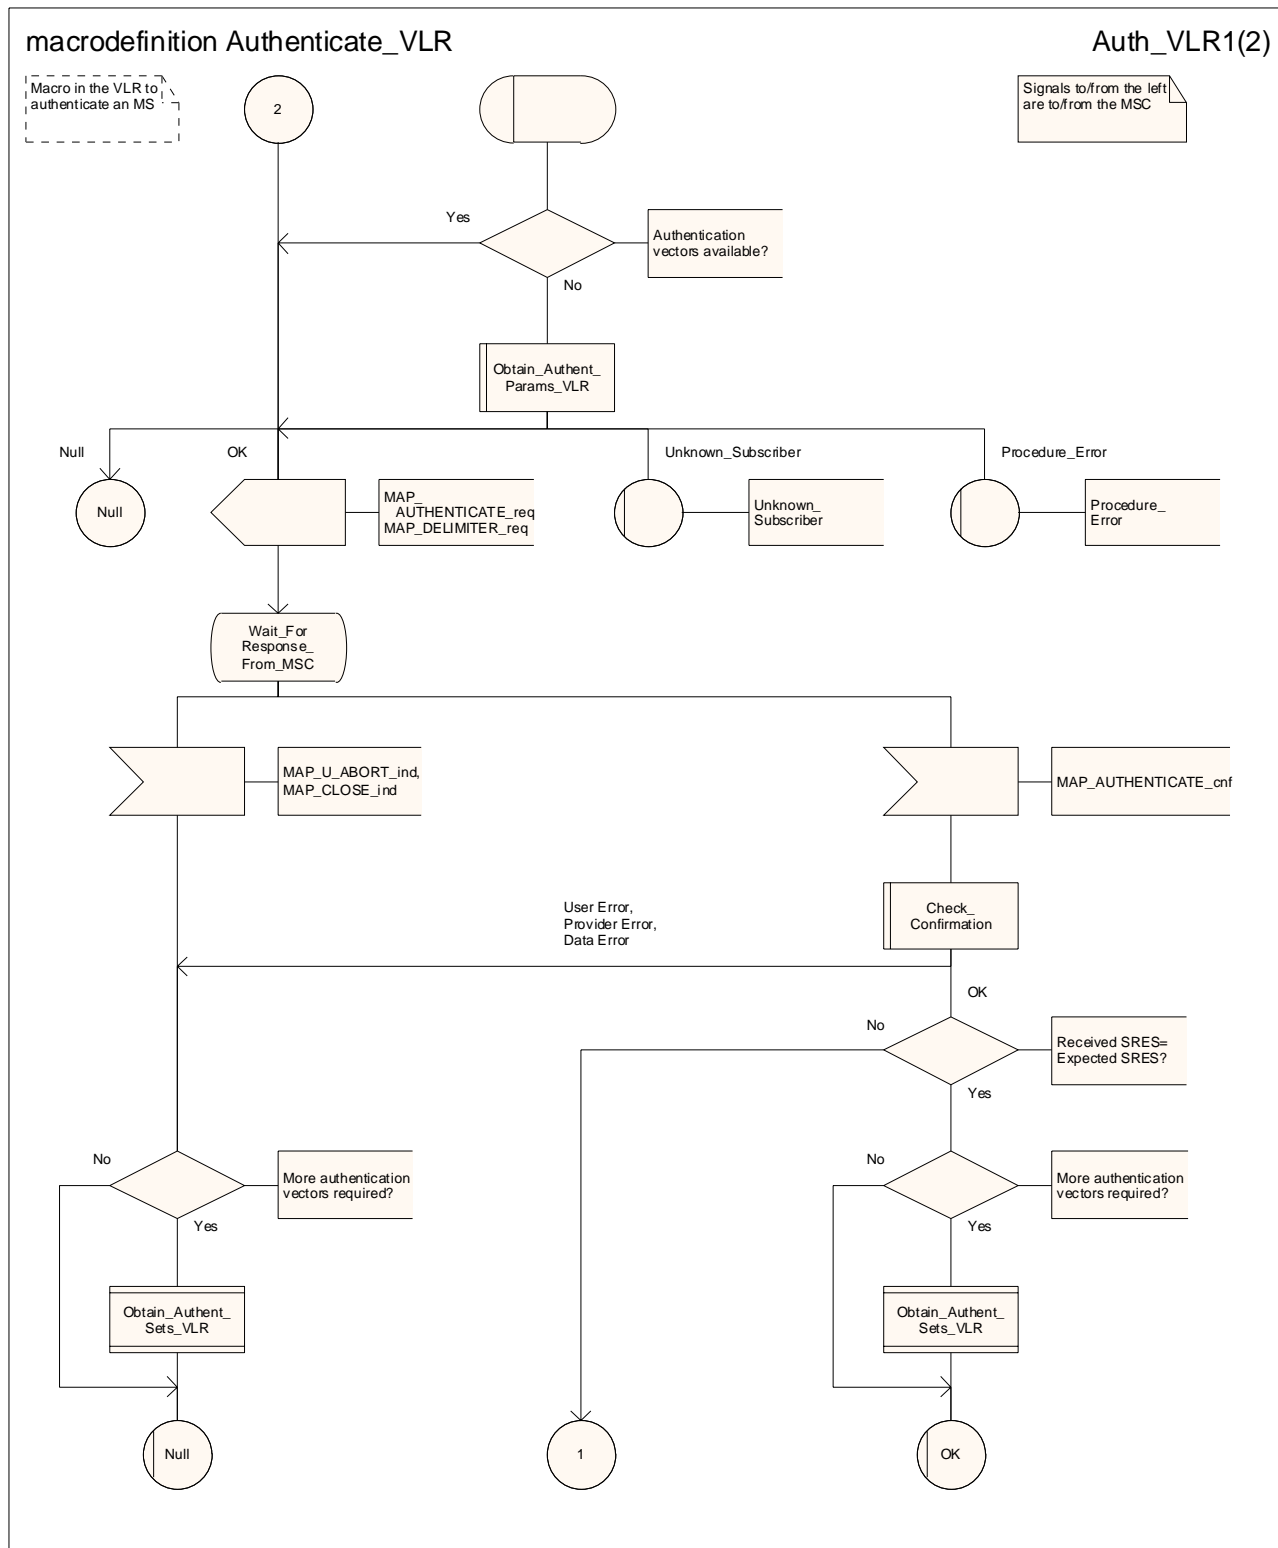 macrodefinition Authenticate_VLR
Auth_VLR1(2)
Macro in the VLR to
authenticate an MS
2
Signals to/from the left
are to/from the MSC
Yes
Authentication
vectors available?
No
Obtain_Authent_
Params_VLR
Null
OK
Unknown_Subscriber
Procedure_Error
Null
MAP_
AUTHENTICATE_req
MAP_DELIMITER_req
Unknown_
Subscriber
Procedure_
Error
Wait_For
Response_
From_MSC
MAP_U_ABORT_ind,
MAP_CLOSE_ind
MAP_AUTHENTICATE_cnf
User Error,
Provider Error,
Data Error
Check_
Confirmation
OK
No
Received SRES=
Expected SRES?
Yes
No
More authentication
vectors required?
Yes
No
More authentication
vectors required?
Yes
Obtain_Authent_
Sets_VLR
Obtain_Authent_
Sets_VLR
Null
1
OK